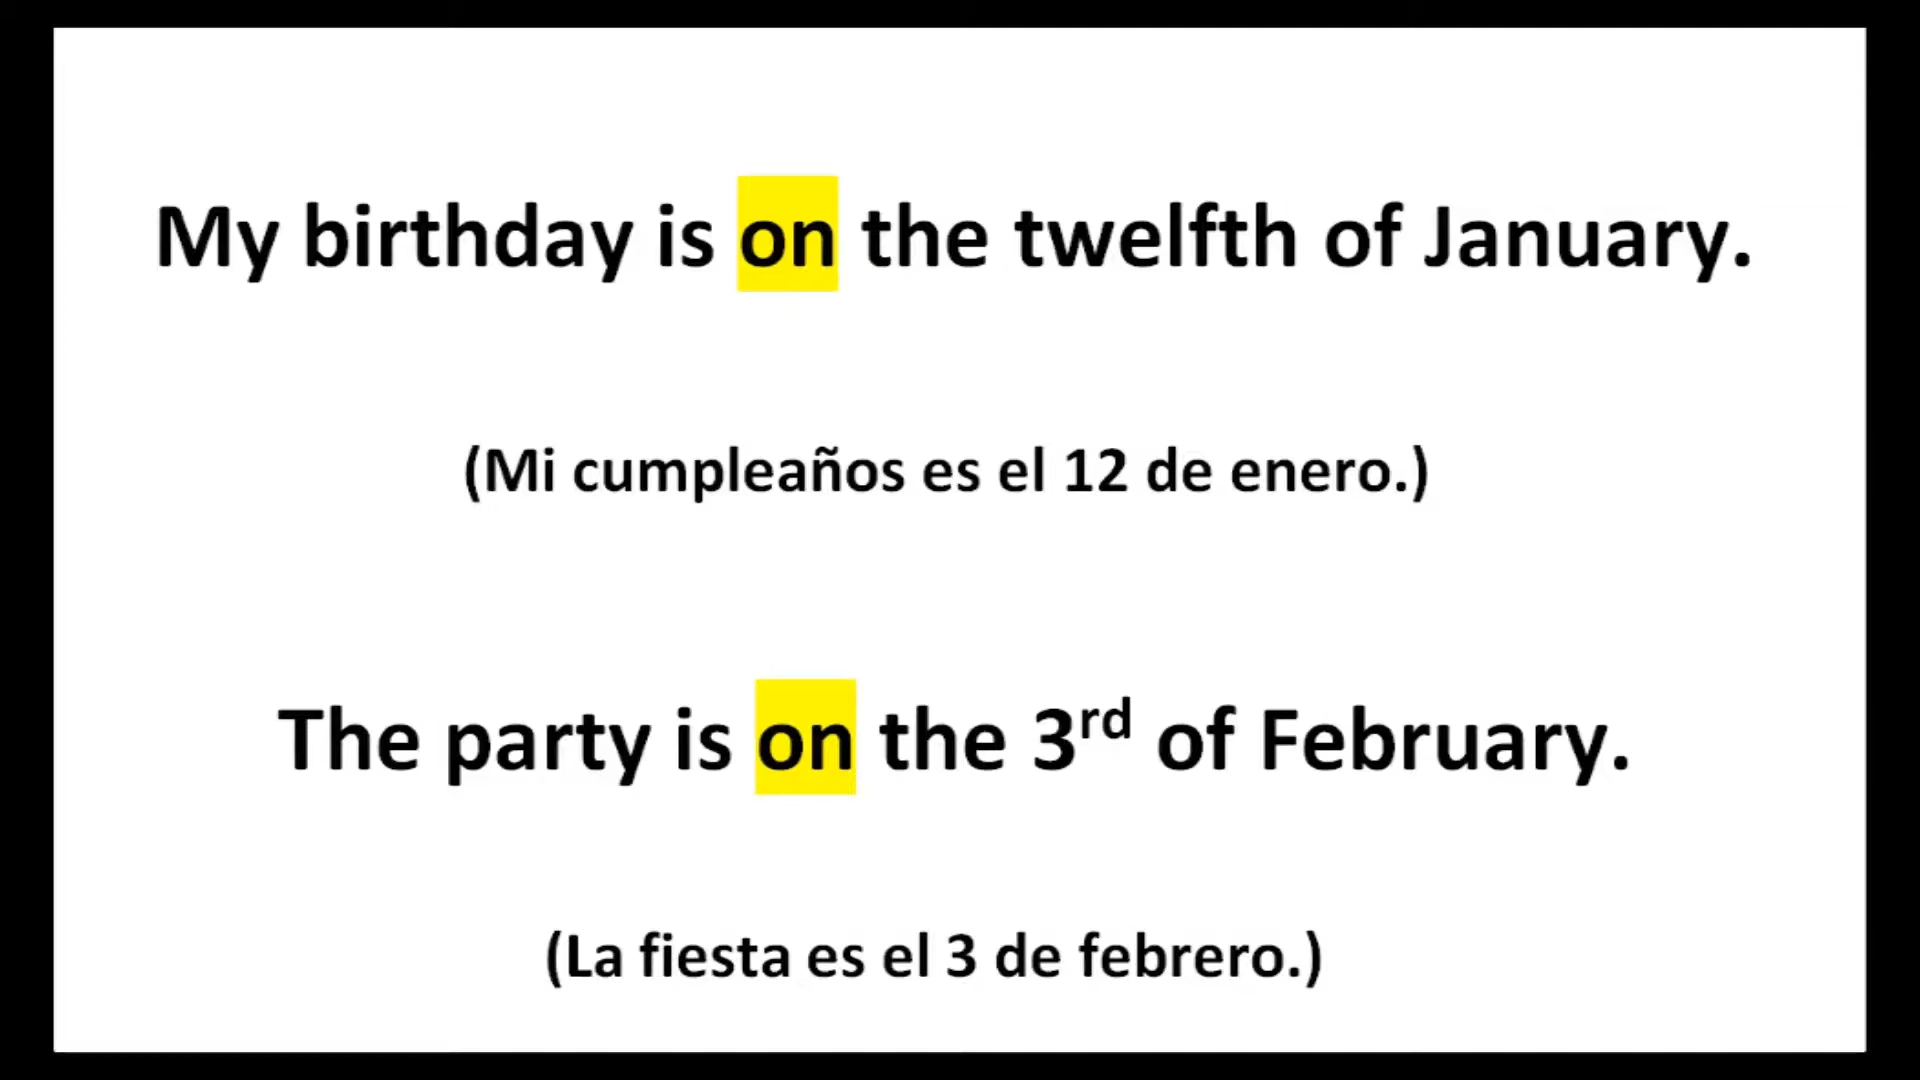 My birthday is on the twelfth of January.
(Mi cumpleaños es el 12 de enero.)
The party is on the 3rd of February.
(La fiesta es el 3 de febrero.)